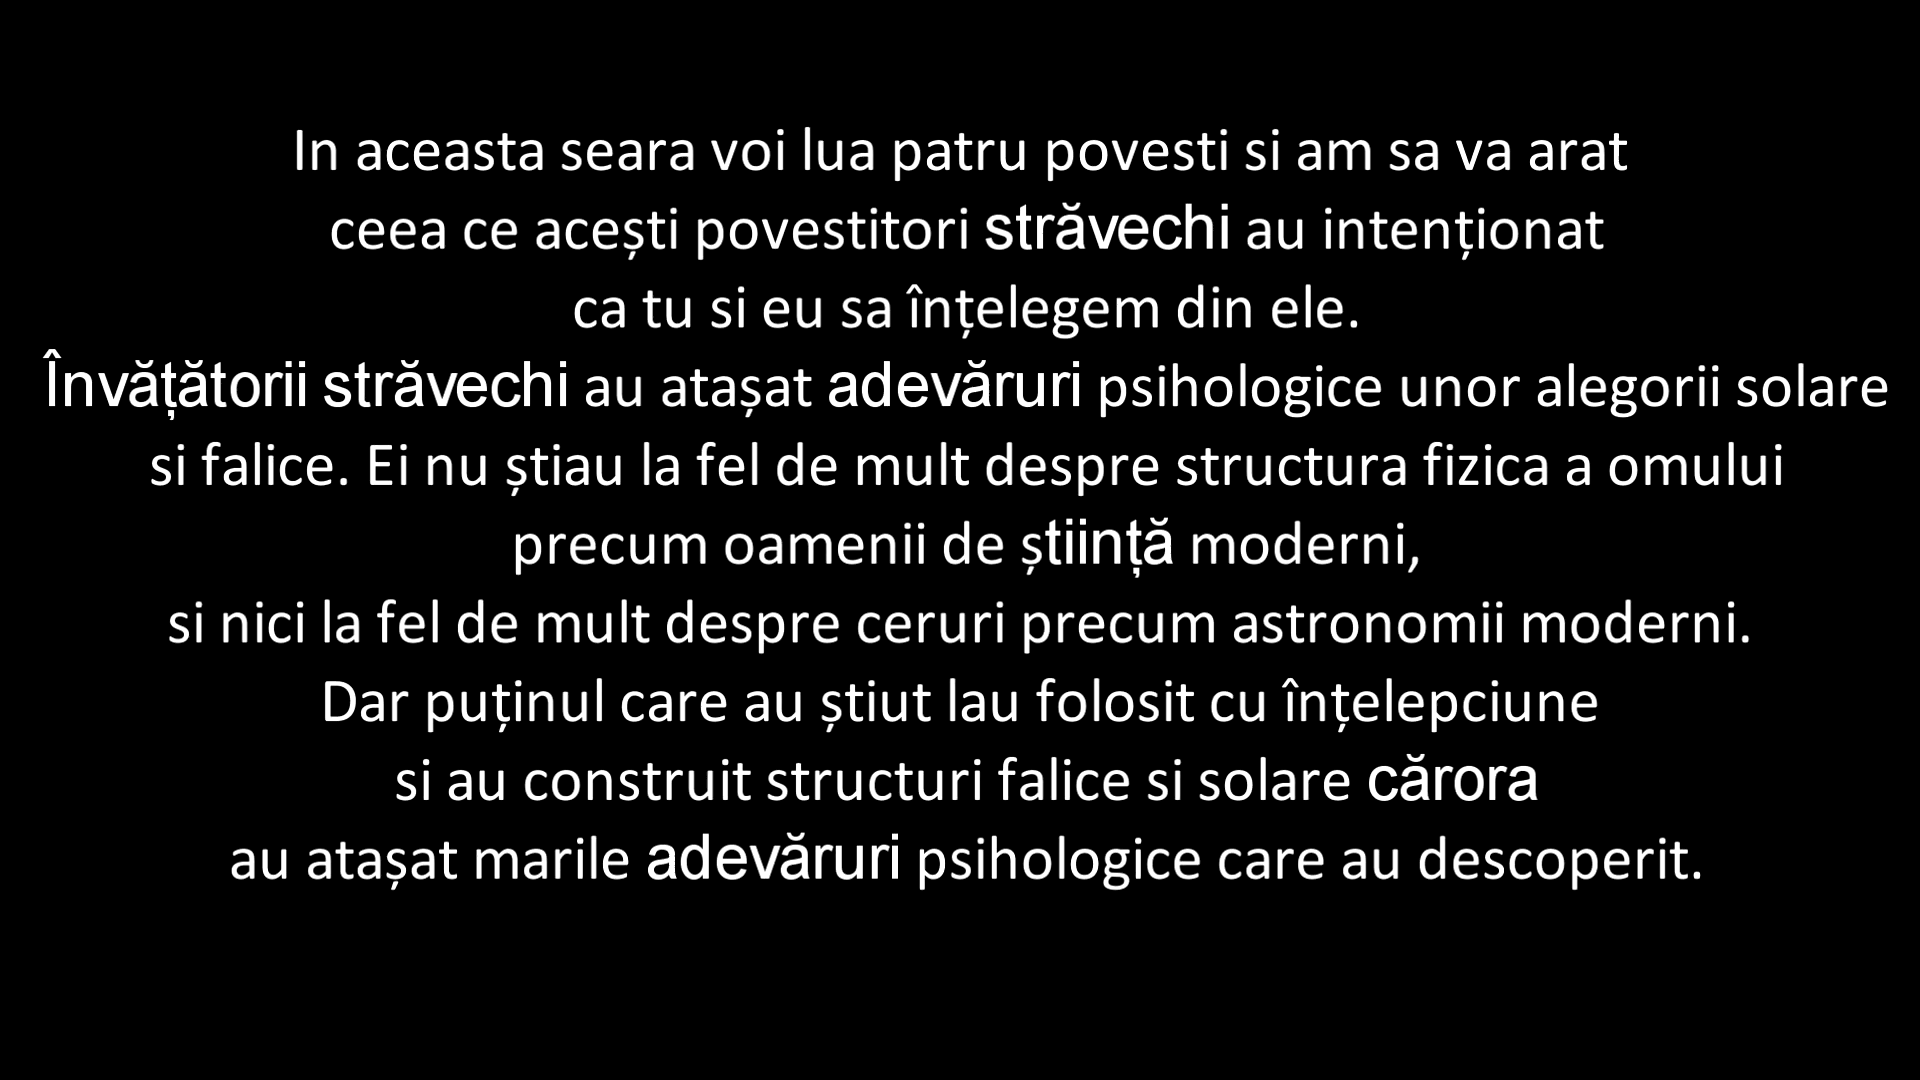 In aceasta seara voi lua patru povesti si am sa va arat
ceea ce acești povestitori străvechi au intenționat
ca tu si eu sa înțelegem din ele.
Învățătorii străvechi au atașat adevăruri psihologice unor alegorii solare
si falice. Ei nu știau la fel de mult despre structura fizica a omului
precum oamenii de știință moderni,
si nici la fel de mult despre ceruri precum astronomii moderni.
Dar puținul care au știut lau folosit cu înțelepciune
si au construit structuri falice si solare cărora
au atașat marile adevăruri psihologice care au descoperit.